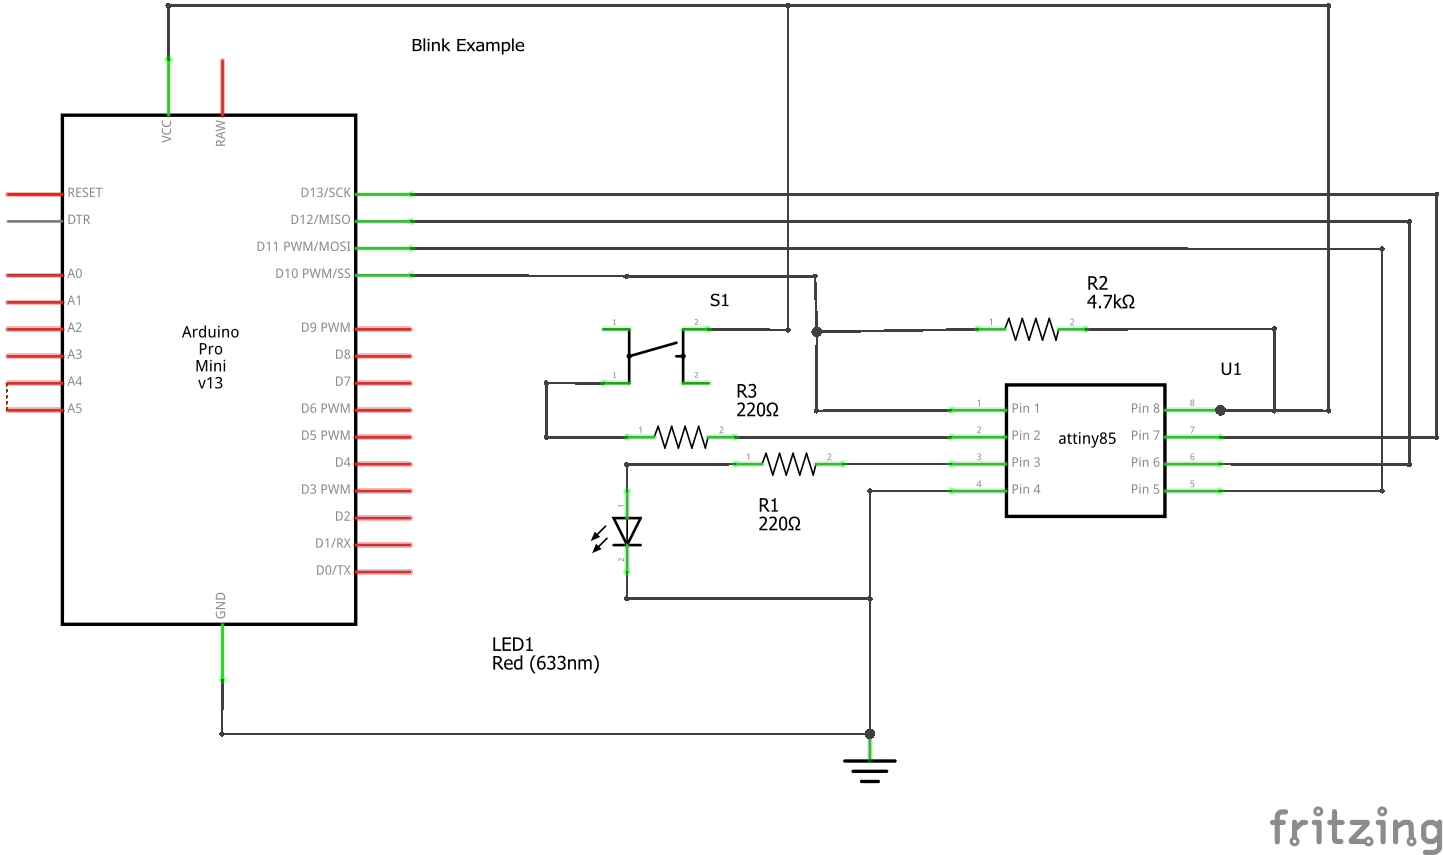 Blink Example
VCC
RAW
RESET
DTR
A0
A1
A2
A3
A4
A5
Arduino
Pro
Mini
v13
D13/SCK
D12/MISO
D11 PWM/MOSI
D10 PWM/SS
D9 PWM
D8
D7
D6 PWM
D5 PWM
D4
D3 PWM
D2
D1/RX
D0/TX
GND
S1
1
2
1
2
R2
4.7kΩ
1
2
R3
220Ω
1
2
1
2
R1
220Ω
1
2
LED1
Red (633nm)
U1
attiny85
1
Pin 1
2
Pin 2
3
Pin 3
4
Pin 4
Pin 8
8
Pin 7
7
Pin 6
6
Pin 5
5
fritzing